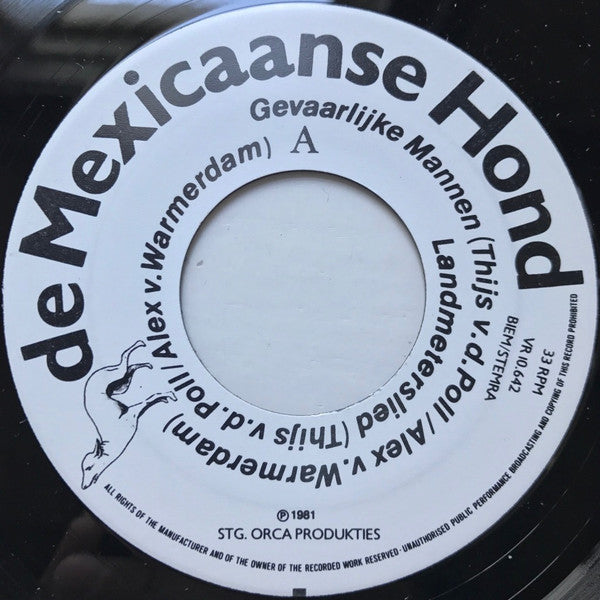 de Mexicaanse Hond
A
Gevaarlijke Mannen (Thijs v.d. Poll / Alex v. Warmerdam)
Landmeterslied (Thijs v.d. Poll / Alex v. Warmerdam)
33 RPM
VR.10.642
BIEM/STEMRA
℗ 1981
STG. ORCA PRODUKTIES
ALL RIGHTS OF THE MANUFACTURER AND OF THE OWNER OF THE RECORDED WORK RESERVED · UNAUTHORISED PUBLIC PERFORMANCE BROADCASTING AND COPYING OF THIS RECORD PROHIBITED